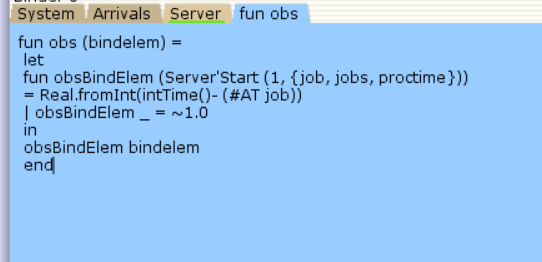 System Arrivals Server fun obs
fun obs (bindelem) =
let
fun obsBindElem (Server'Start (1, {job, jobs, proctime}))
= Real.fromInt(intTime()- (#AT job))
| obsBindElem _ = ~1.0
in
obsBindElem bindelem
end